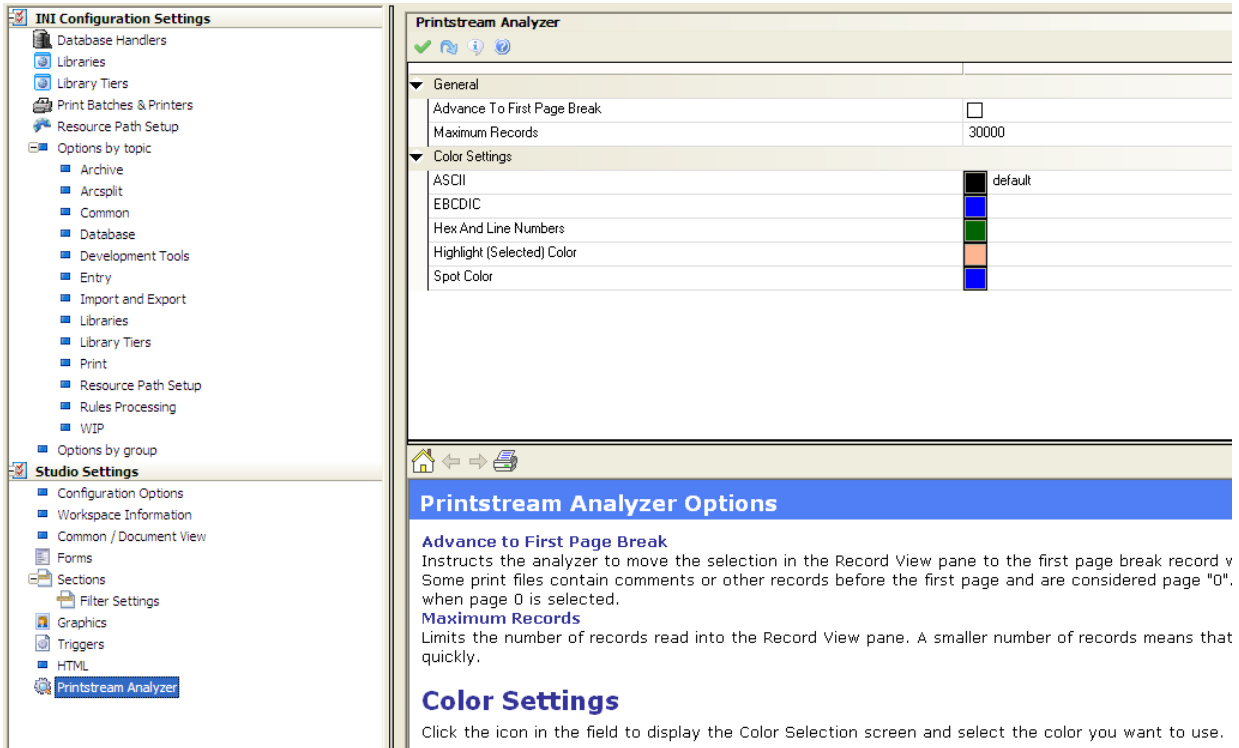 INI Configuration Settings
Database Handlers
Libraries
Library Tiers
Print Batches & Printers
Resource Path Setup
Options by topic
Archive
Arcsplit
Common
Database
Development Tools
Entry
Import and Export
Libraries
Library Tiers
Print
Resource Path Setup
Rules Processing
WIP
Options by group
Studio Settings
Configuration Options
Workspace Information
Common / Document View
Forms
Sections
Filter Settings
Graphics
Triggers
HTML
Printstream Analyzer
Printstream Analyzer
General
Advance To First Page Break
Maximum Records 30000
Color Settings
ASCII default
EBCDIC
Hex And Line Numbers
Highlight (Selected) Color
Spot Color
Printstream Analyzer Options
Advance to First Page Break
Instructs the analyzer to move the selection in the Record View pane to the first page break record
Some print files contain comments or other records before the first page and are considered page "0".
when page 0 is selected.
Maximum Records
Limits the number of records read into the Record View pane. A smaller number of records means that
quickly.
Color Settings
Click the icon in the field to display the Color Selection screen and select the color you want to use.